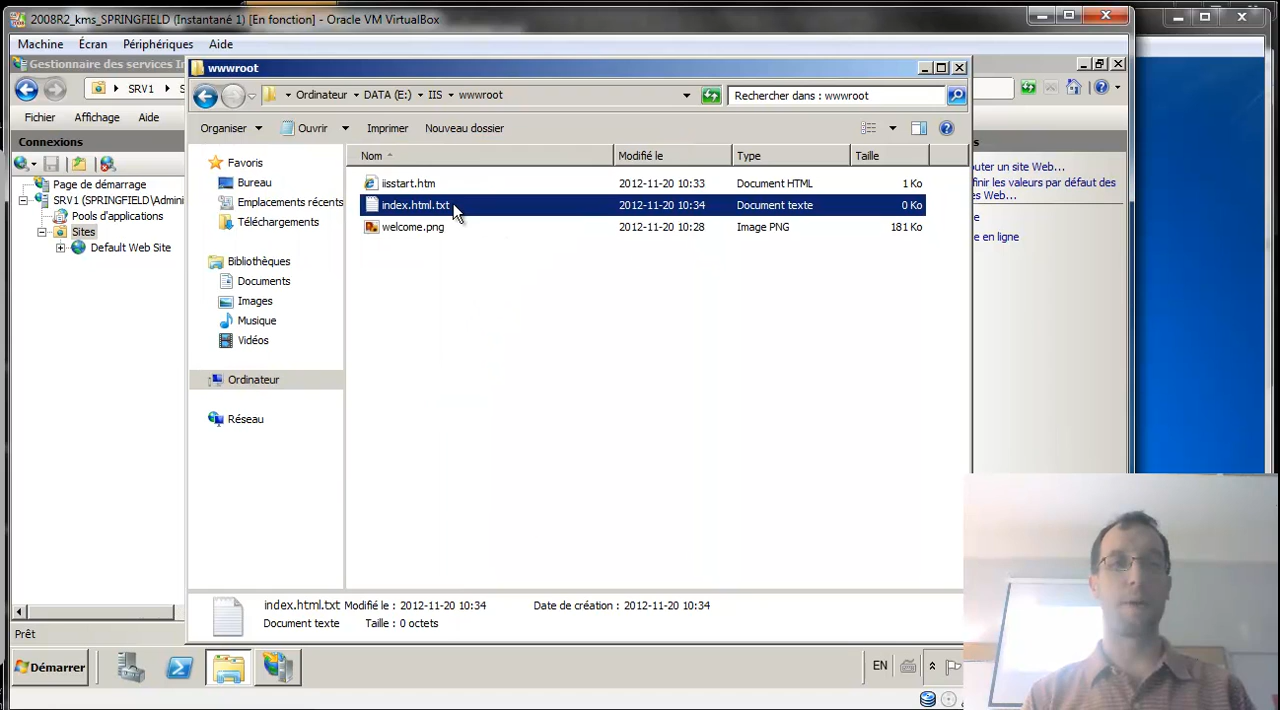 2008R2_kms_SPRINGFIELD (Instantané 1) [En fonction] - Oracle VM VirtualBox
Machine Écran Périphériques Aide
Gestionnaire des services In
wwwroot
SRV1
Ordinateur DATA (E:) IIS wwwroot
Rechercher dans : wwwroot
Fichier Affichage Aide
Organiser Ouvrir Imprimer Nouveau dossier
Connexions
Page de démarrage
SRV1 (SPRINGFIELD\Admini
Pools d'applications
Sites
Default Web Site
Favoris
Bureau
Emplacements récents
Téléchargements
Bibliothèques
Documents
Images
Musique
Vidéos
Ordinateur
Réseau
Nom Modifié le Type Taille
iisstart.htm 2012-11-20 10:33 Document HTML 1 Ko
index.html.txt 2012-11-20 10:34 Document texte 0 Ko
welcome.png 2012-11-20 10:28 Image PNG 181 Ko
outer un site Web...
finir les valeurs par défaut des
s Web...
e
e en ligne
index.html.txt Modifié le : 2012-11-20 10:34 Date de création : 2012-11-20 10:34
Document texte Taille : 0 octets
Prêt
Démarrer
EN